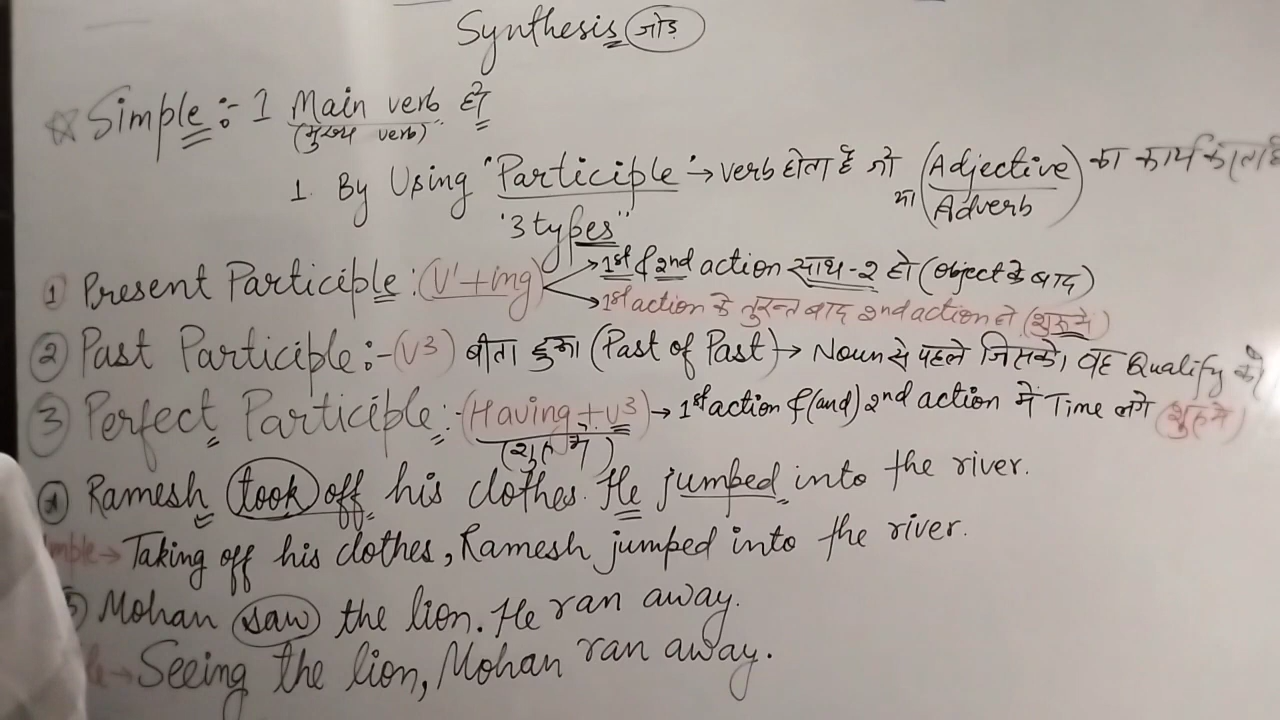 Synthesis (जोड़)
☆ Simple :- 1 Main verb हो
(मुख्य verb)
1. By Using "Participle" → verb होता है जो (Adjective) का कार्य करता है
या Adverb
"3 types"
① Present Participle : (V¹+ing) → 1st & 2nd action साथ-2 हो (object के बाद)
→ 1st action के तुरन्त बाद 2nd action हो (शुरू में)
② Past Participle :- (V³) बीता हुआ (Past of Past) → Noun से पहले जिसको वह Qualify करे
③ Perfect Participle :- (Having + V³) → 1st action & (and) 2nd action में Time लगे (शुरू में)
(शुरू में)
Ramesh took off his clothes. He jumped into the river.
→ Taking off his clothes, Ramesh jumped into the river.
Mohan saw the lion. He ran away.
→ Seeing the lion, Mohan ran away.